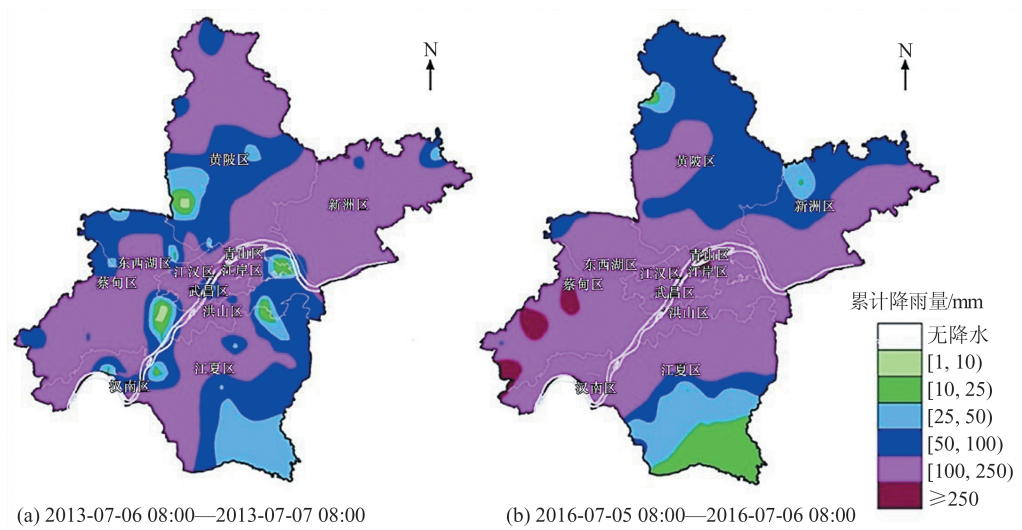 N
黄陂区
新洲区
青山区
东西湖区
江汉区
江岸区
蔡甸区
武昌区
洪山区
江夏区
汉南区
(a) 2013-07-06 08:00—2013-07-07 08:00
N
黄陂区
新洲区
青山区
东西湖区
江汉区
江岸区
蔡甸区
武昌区
洪山区
江夏区
汉南区
(b) 2016-07-05 08:00—2016-07-06 08:00
累计降雨量/mm
无降水
[1, 10)
[10, 25)
[25, 50)
[50, 100)
[100, 250)
≥250